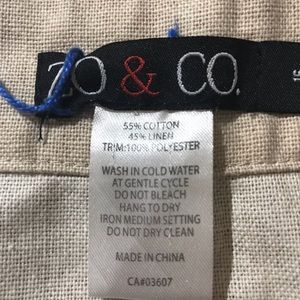 ZO & CO.
55% COTTON
45% LINEN
TRIM:100% POLYESTER
WASH IN COLD WATER
AT GENTLE CYCLE
DO NOT BLEACH
HANG TO DRY
IRON MEDIUM SETTING
DO NOT DRY CLEAN
MADE IN CHINA
CA#03607